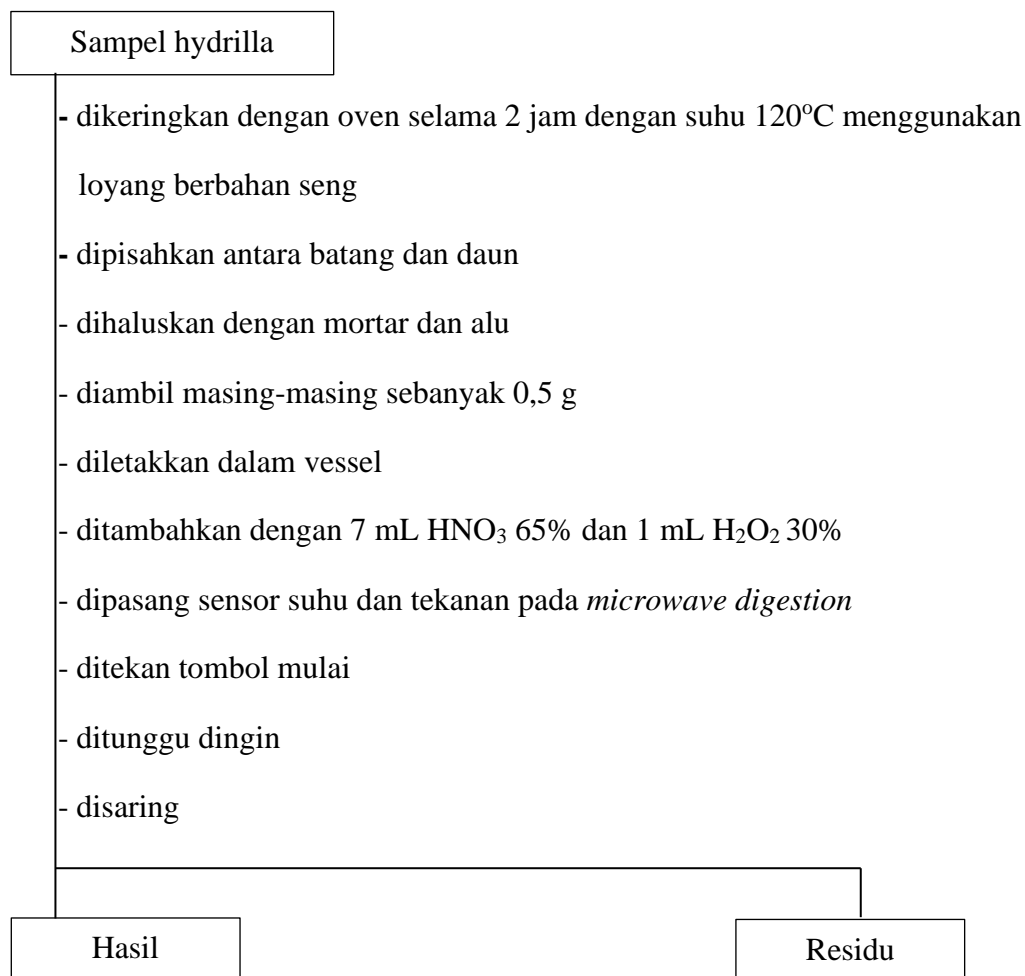 Sampel hydrilla
- dikeringkan dengan oven selama 2 jam dengan suhu 120°C menggunakan
loyang berbahan seng
- dipisahkan antara batang dan daun
- dihaluskan dengan mortar dan alu
- diambil masing-masing sebanyak 0,5 g
- diletakkan dalam vessel
- ditambahkan dengan 7 mL HNO₃ 65% dan 1 mL H₂O₂ 30%
- dipasang sensor suhu dan tekanan pada microwave digestion
- ditekan tombol mulai
- ditunggu dingin
- disaring
Hasil
Residu